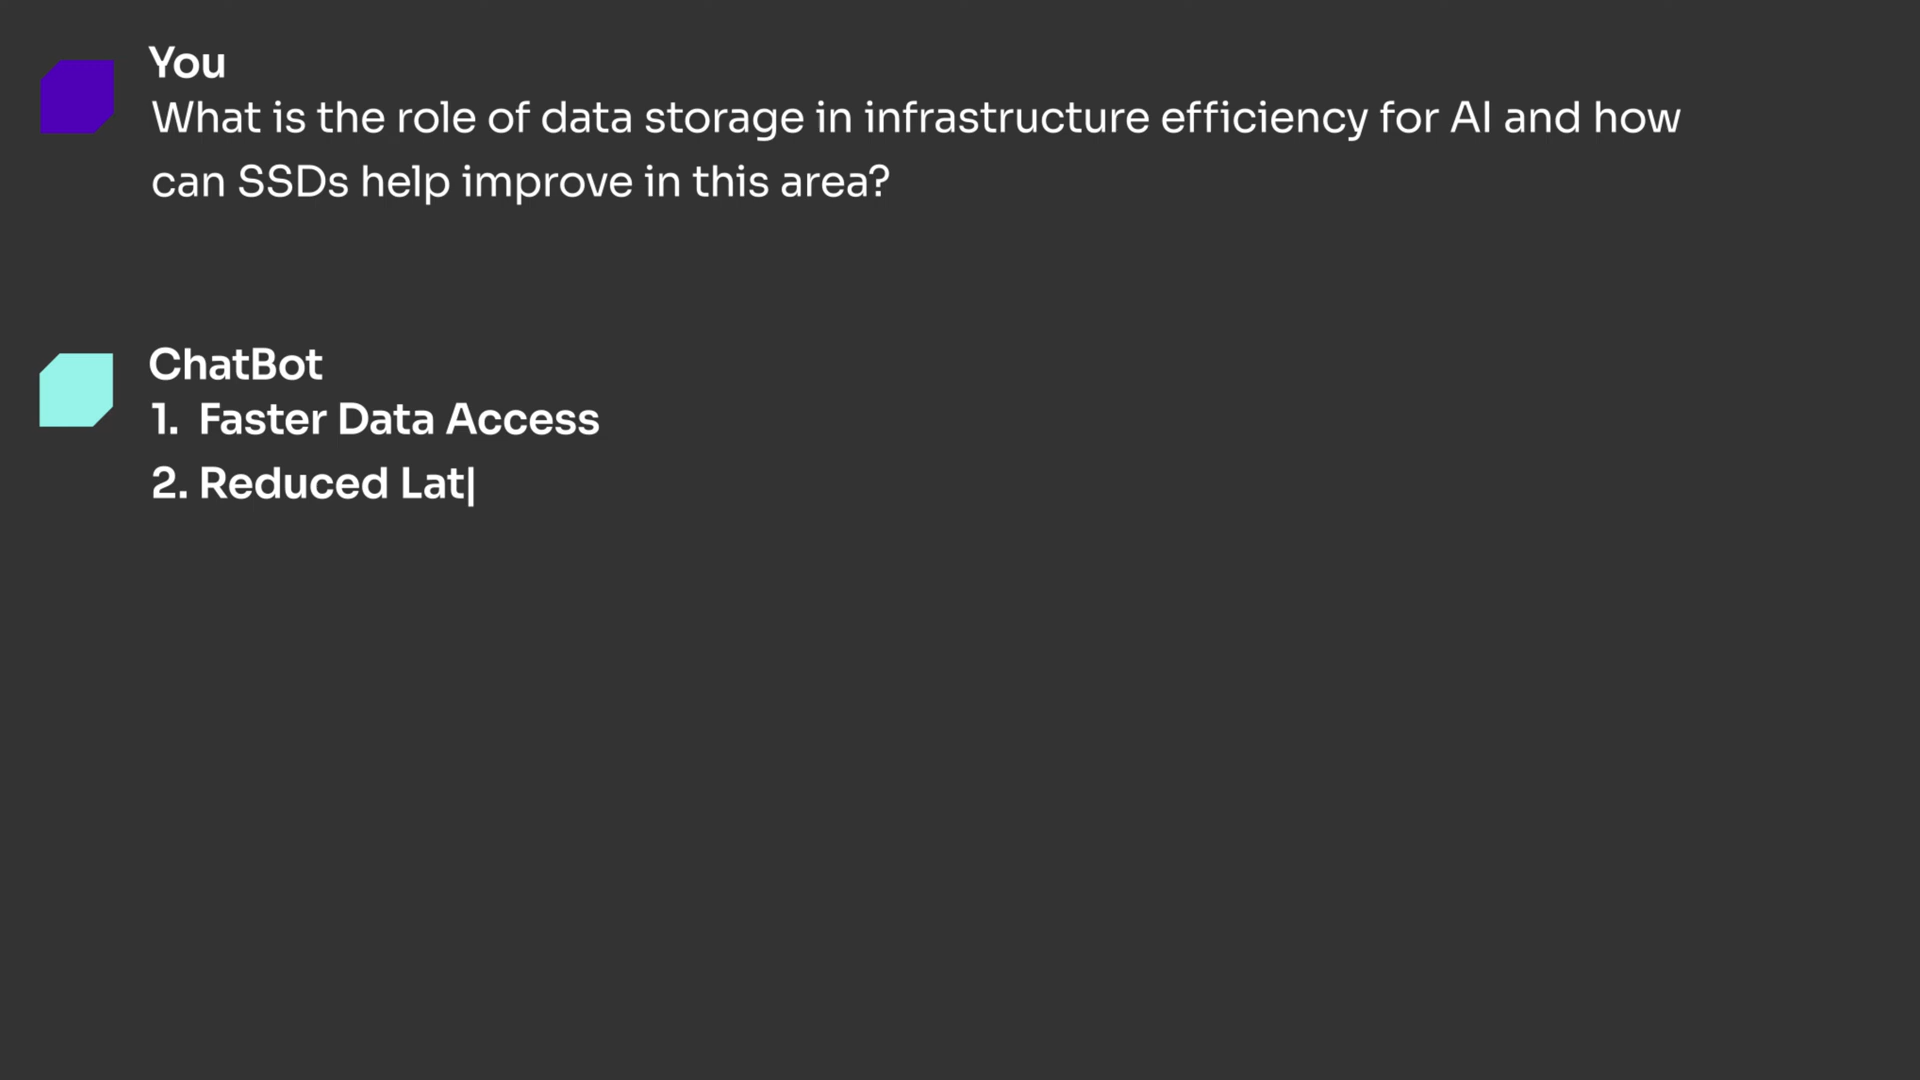 You
What is the role of data storage in infrastructure efficiency for AI and how
can SSDs help improve in this area?
ChatBot
1. Faster Data Access
2. Reduced Lat|